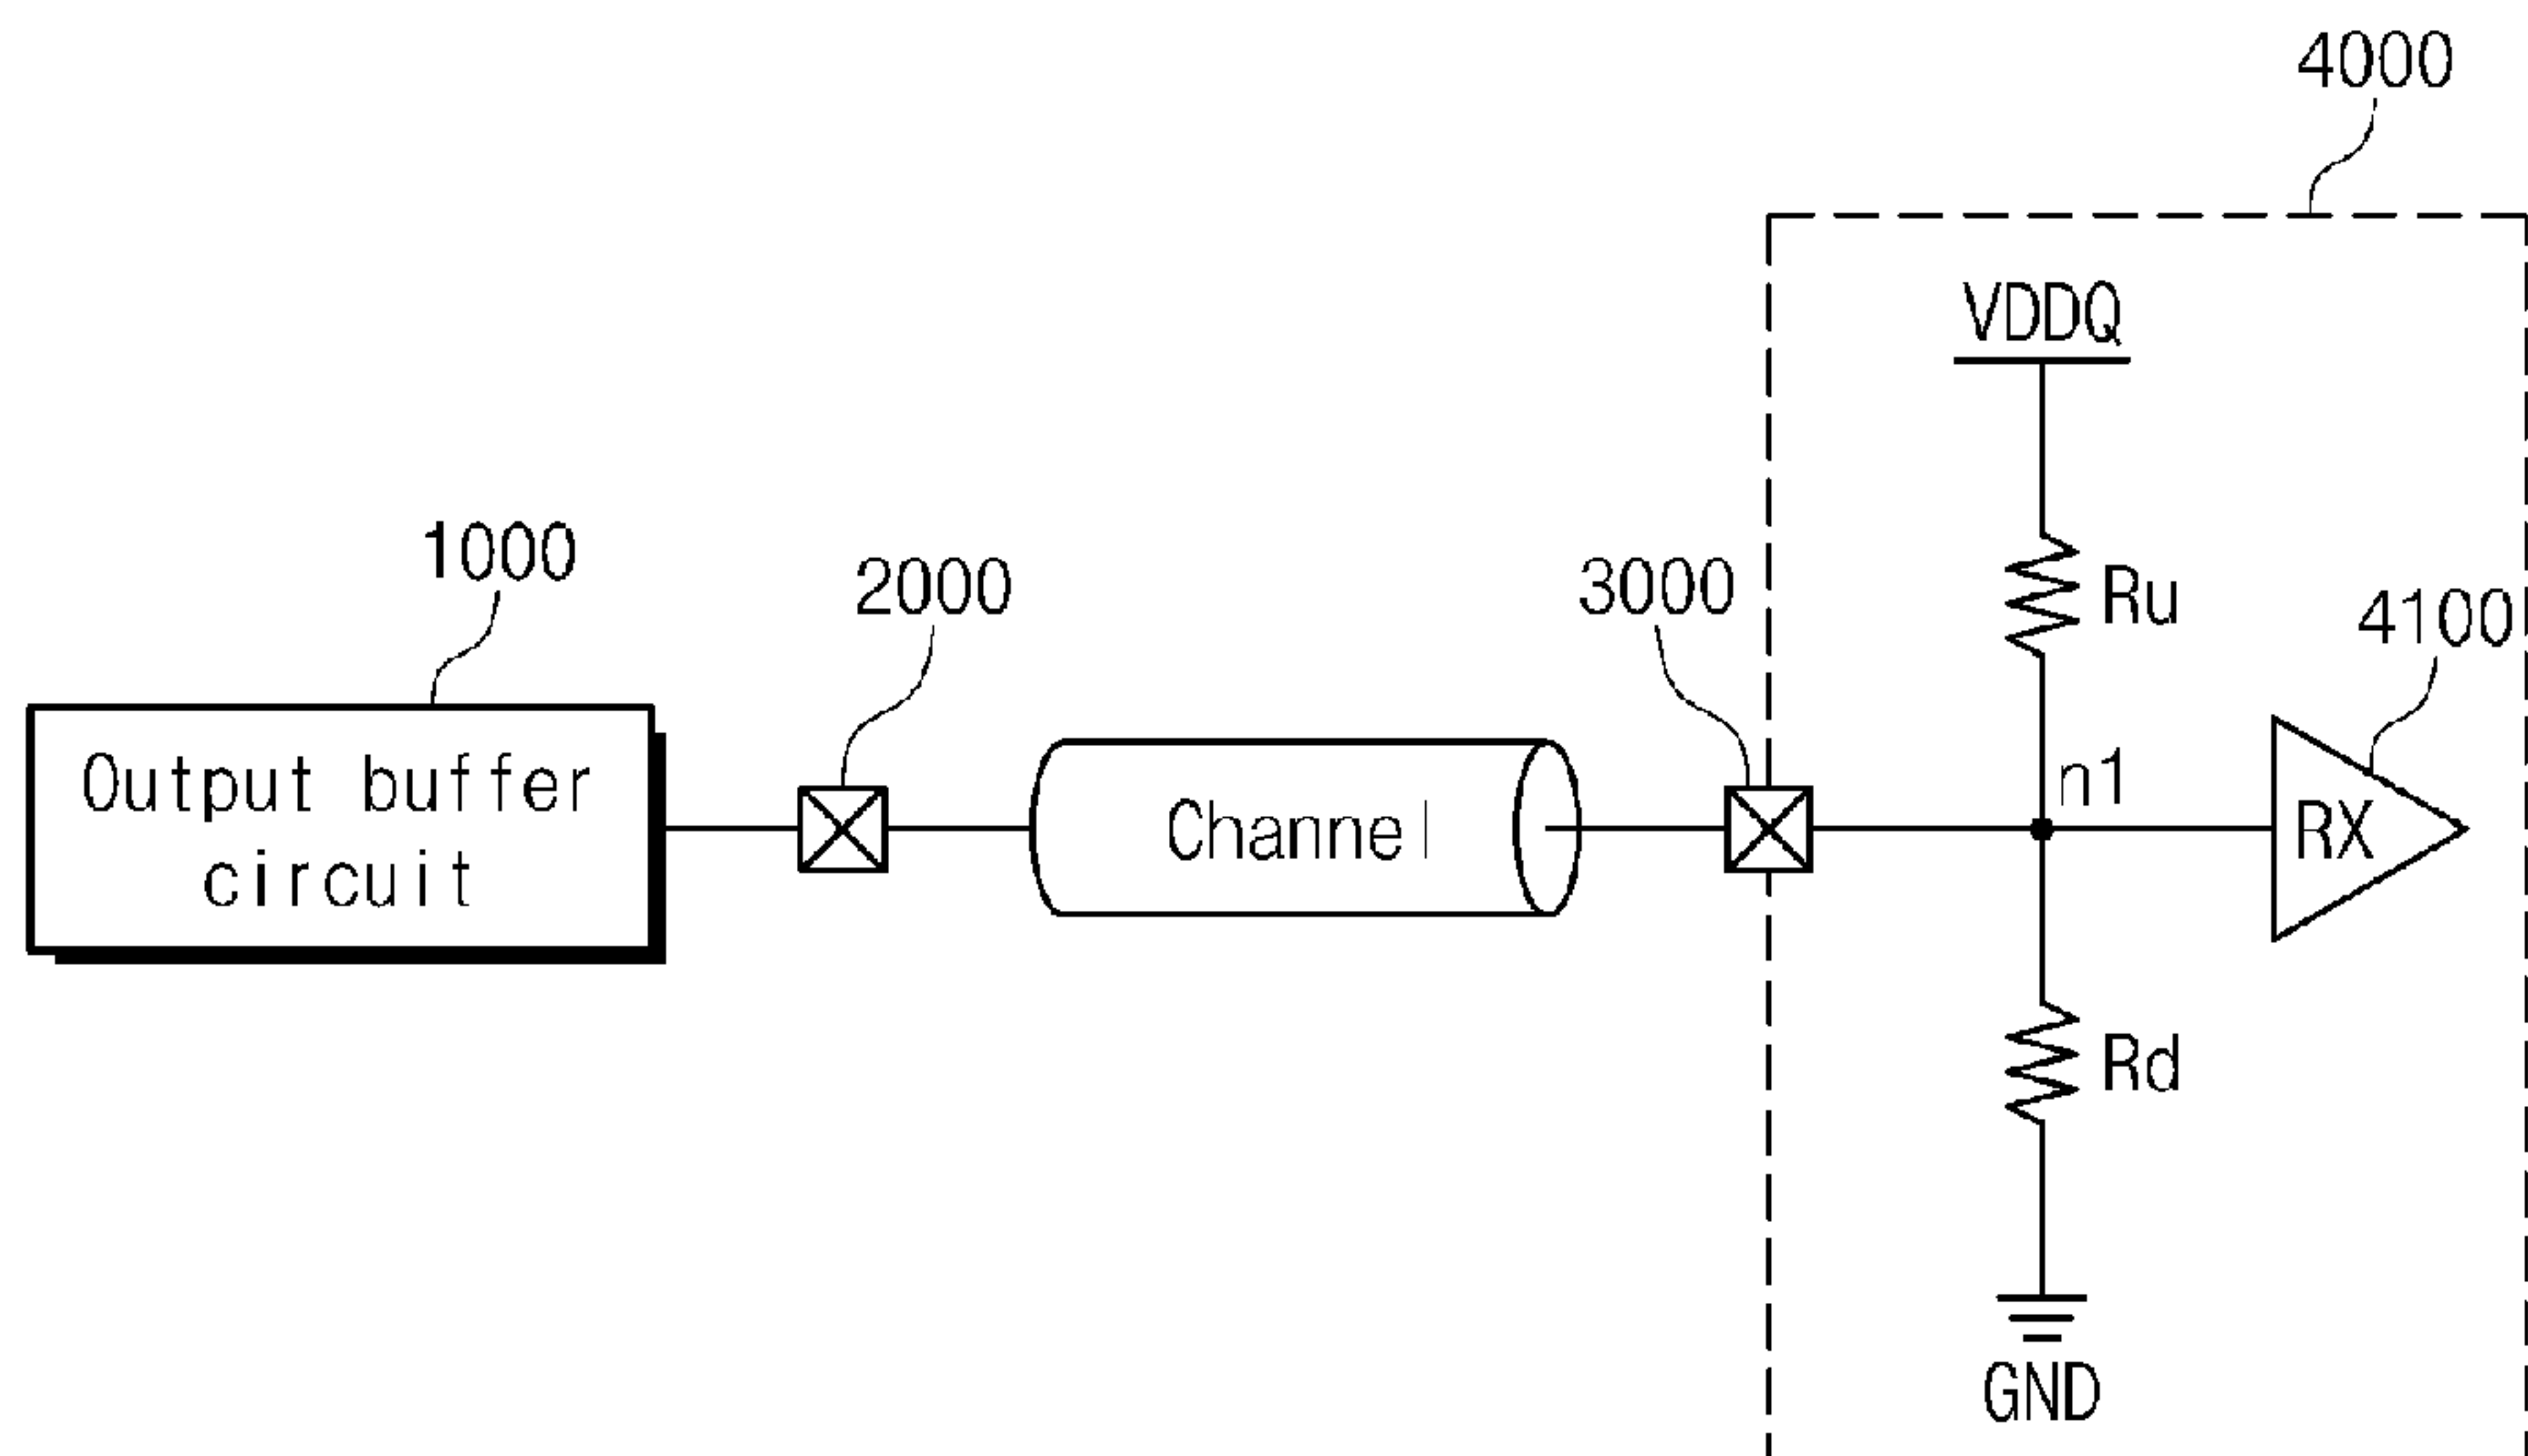 4000
VDDQ
1000
2000
3000
Ru
4100
Output buffer
circuit
Channel
n1
RX
Rd
GND